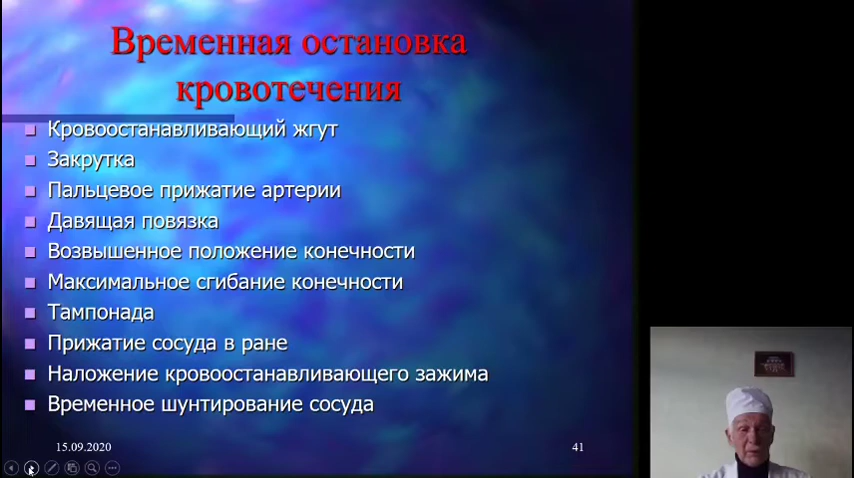 Временная остановка
кровотечения
Кровоостанавливающий жгут
Закрутка
Пальцевое прижатие артерии
Давящая повязка
Возвышенное положение конечности
Максимальное сгибание конечности
Тампонада
Прижатие сосуда в ране
Наложение кровоостанавливающего зажима
Временное шунтирование сосуда
15.09.2020
41